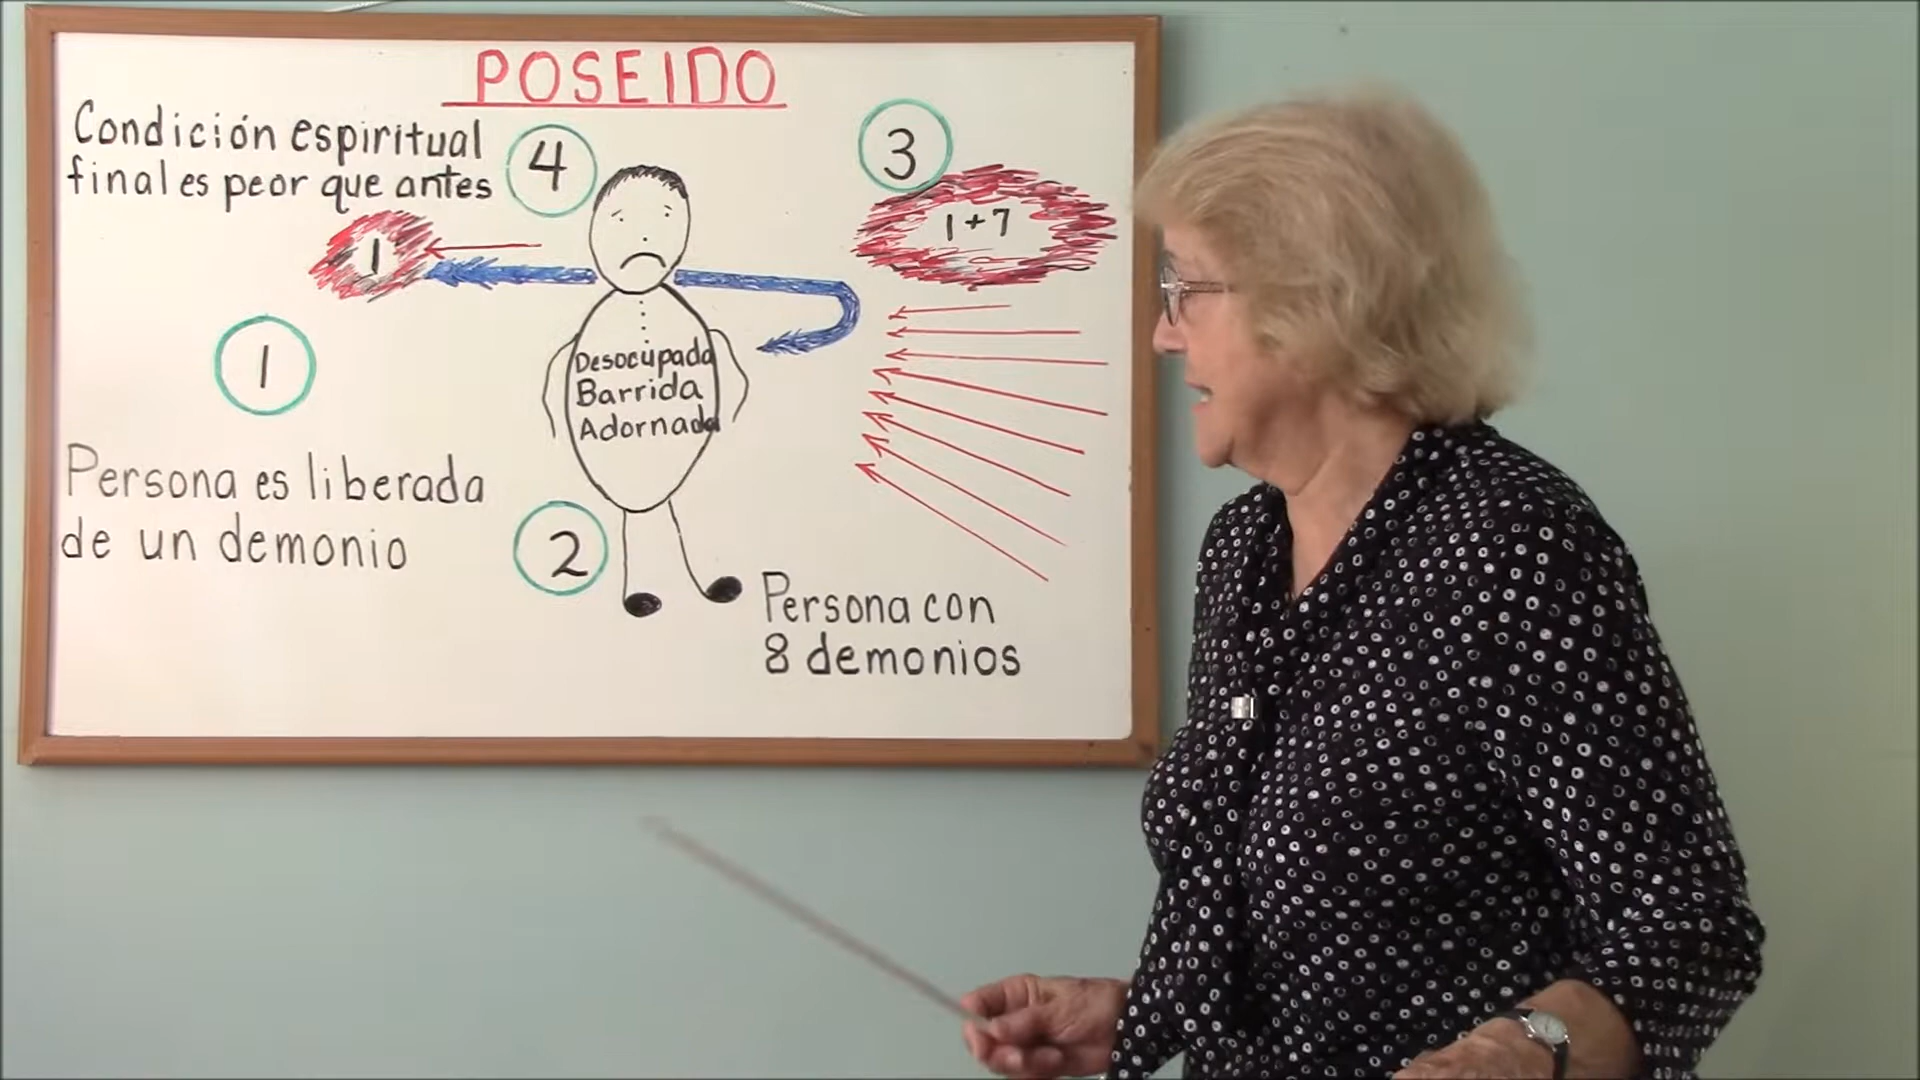 POSEIDO
Condición espiritual
final es peor que antes
4
3
1+7
1
1
Desocupada
Barrida
Adornada
Persona es liberada
de un demonio
2
Persona con
8 demonios